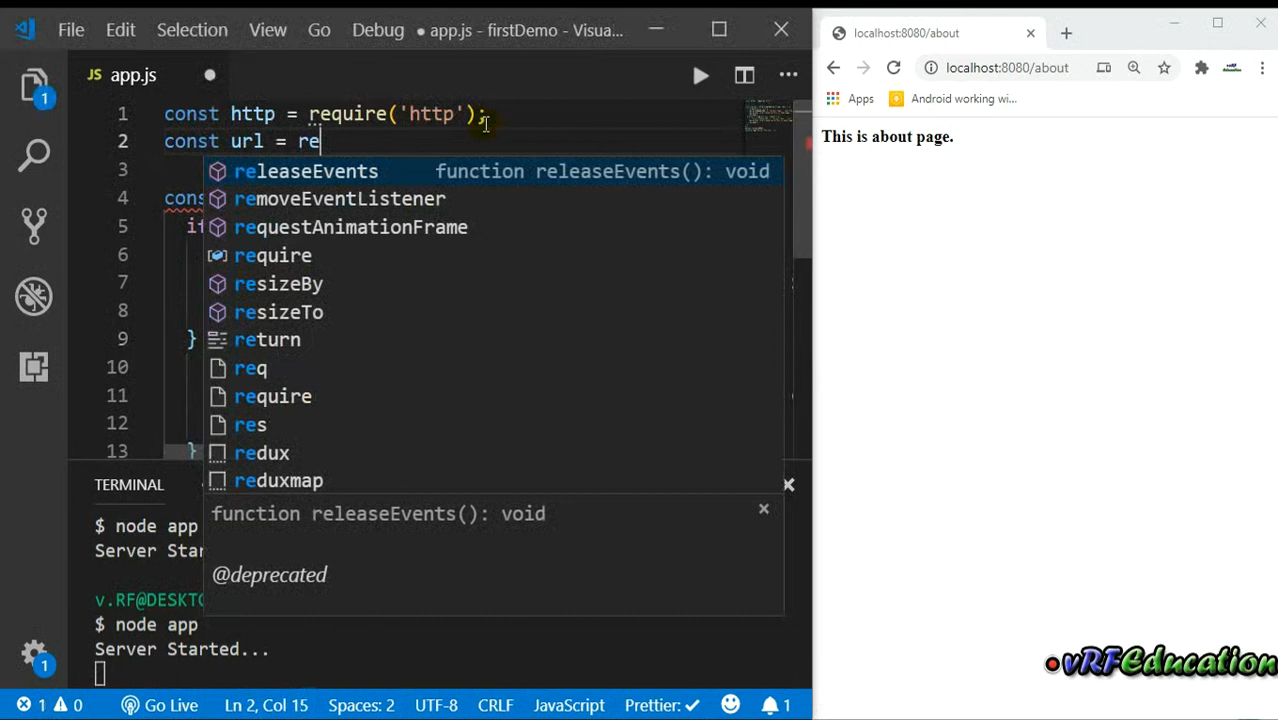 File Edit Selection View Go Debug ● app.js - firstDemo - Visua...
JS app.js
1 const http = require('http');
2 const url = re
3
4 cons
5 if
6
7
8
9 }
10
11
12
13 }
releaseEvents function releaseEvents(): void
removeEventListener
requestAnimationFrame
require
resizeBy
resizeTo
return
req
require
res
redux
reduxmap
function releaseEvents(): void
@deprecated
TERMINAL
$ node app
Server Star
v.RF@DESKTO
$ node app
Server Started...
1
1
1 0 Go Live Ln 2, Col 15 Spaces: 2 UTF-8 CRLF JavaScript Prettier: 1
localhost:8080/about
localhost:8080/about
Apps Android working wi...
This is about page.
vRFEducation